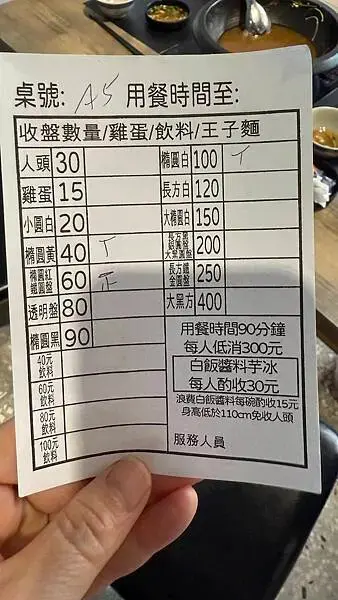 桌號: A5 用餐時間至:
收盤數量/雞蛋/飲料/王子麵
人頭 30
雞蛋 15
小圓白 20
橢圓黃 40 T
橢圓紅 鐵圓盤 60 正
透明盤 80
橢圓黑 90
40元 飲料
60元 飲料
80元 飲料
100元 飲料
橢圓白 100 T
長方白 120
大橢圓白 150
長方黑 銀圓盤 大黑圓盤 200
長方鐵 金圓盤 250
大黑方 400
用餐時間90分鐘
每人低消300元
白飯醬料芋冰
每人酌收30元
浪費白飯醬料每碗酌收15元
身高低於110cm免收人頭
服務人員